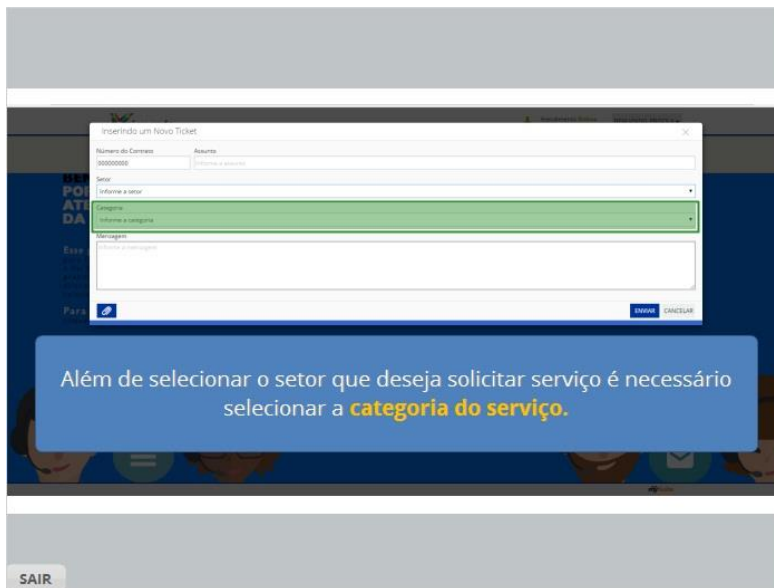 Inserindo um Novo Ticket
Número do Contrato Assunto
000000000 Informe o assunto
Setor
Informe a setor
Categoria
Informe a categoria
Mensagem
Informe a mensagem
ENVIAR CANCELAR
Além de selecionar o setor que deseja solicitar serviço é necessário
selecionar a categoria do serviço.
SAIR